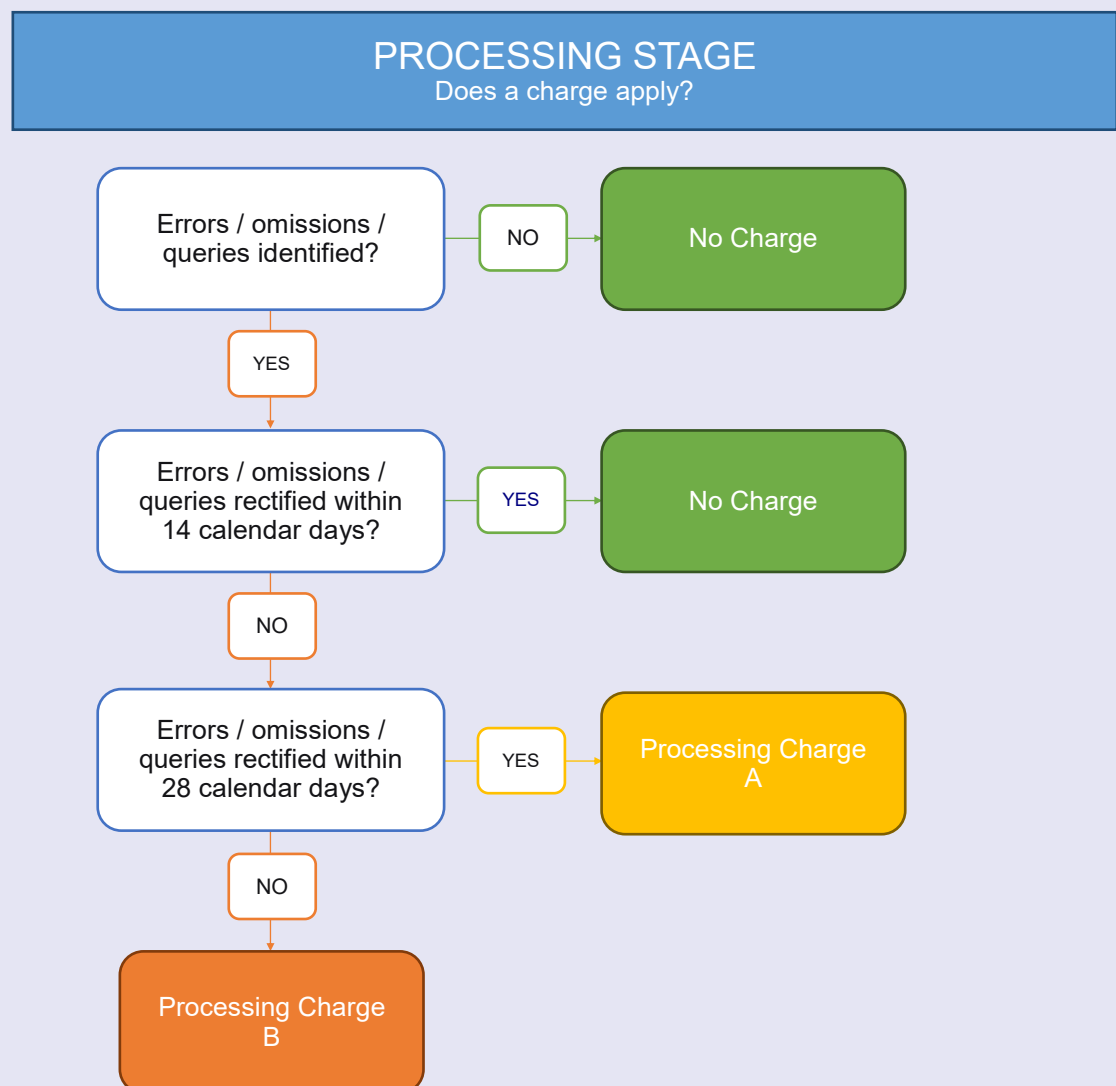 PROCESSING STAGE
Does a charge apply?
Errors / omissions /
queries identified?
NO
No Charge
YES
Errors / omissions /
queries rectified within
14 calendar days?
YES
No Charge
NO
Errors / omissions /
queries rectified within
28 calendar days?
YES
Processing Charge
A
NO
Processing Charge
B